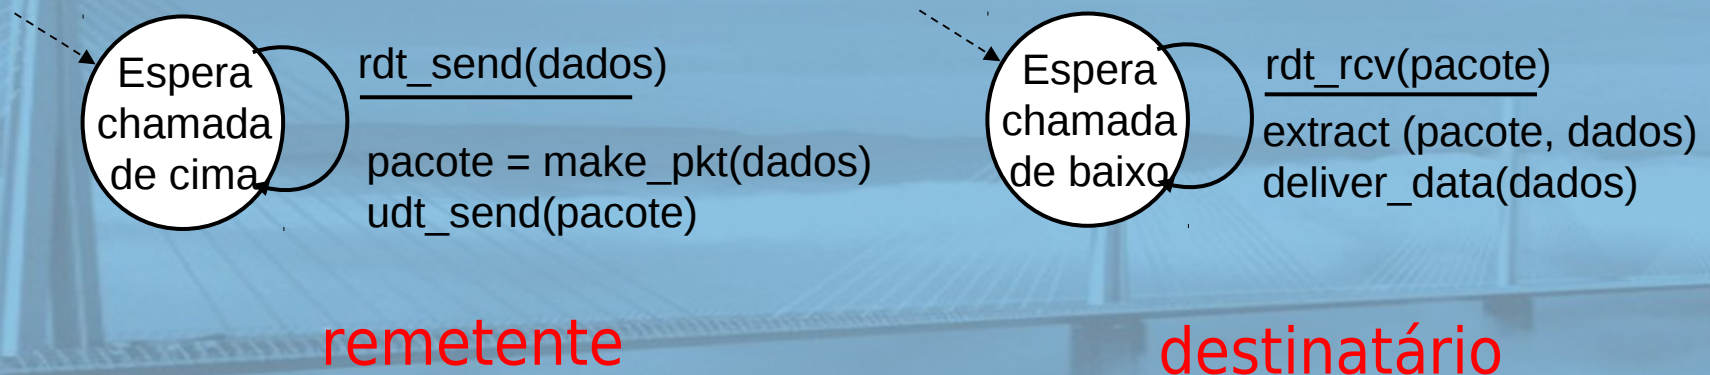 Espera
chamada
de cima
rdt_send(dados)
pacote = make_pkt(dados)
udt_send(pacote)
remetente
Espera
chamada
de baixo
rdt_rcv(pacote)
extract (pacote, dados)
deliver_data(dados)
destinatário